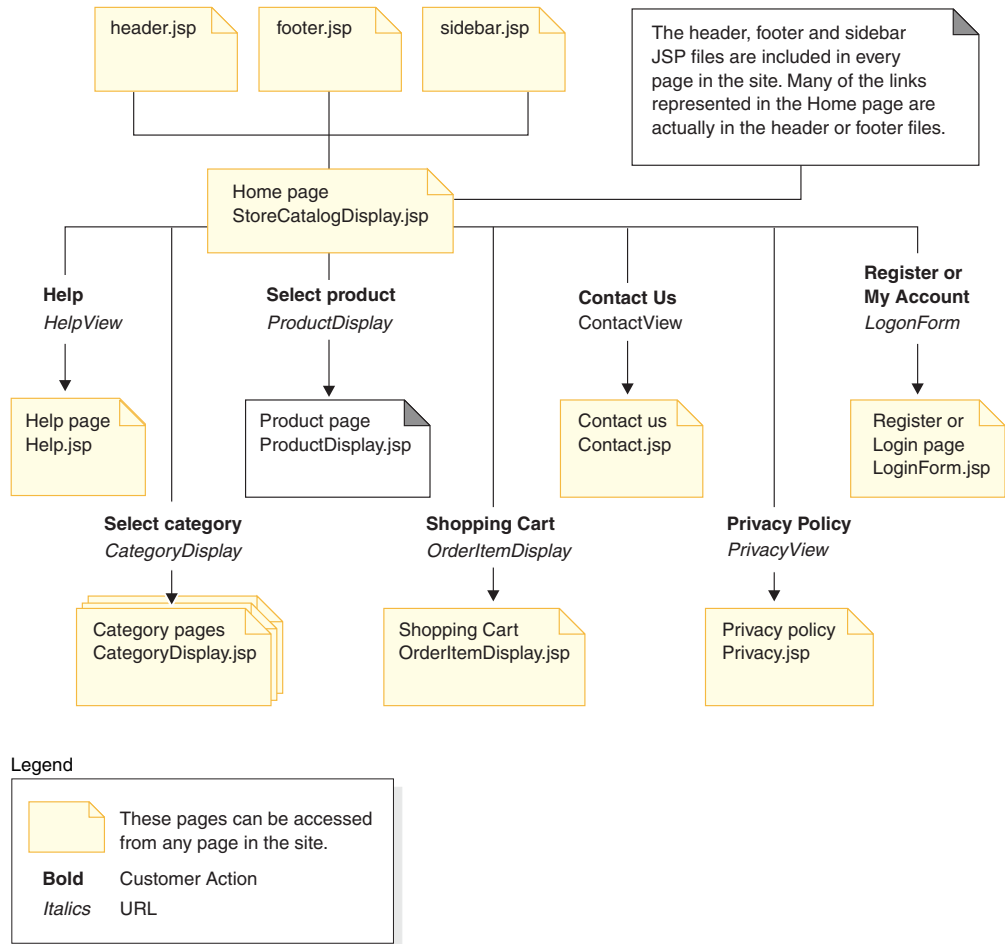 header.jsp
footer.jsp
sidebar.jsp
The header, footer and sidebar
JSP files are included in every
page in the site. Many of the links
represented in the Home page are
actually in the header or footer files.
Home page
StoreCatalogDisplay.jsp
Help
HelpView
Select product
ProductDisplay
Contact Us
ContactView
Register or
My Account
LogonForm
Help page
Help.jsp
Product page
ProductDisplay.jsp
Contact us
Contact.jsp
Register or
Login page
LoginForm.jsp
Select category
CategoryDisplay
Shopping Cart
OrderItemDisplay
Privacy Policy
PrivacyView
Category pages
CategoryDisplay.jsp
Shopping Cart
OrderItemDisplay.jsp
Privacy policy
Privacy.jsp
Legend
These pages can be accessed
from any page in the site.
Bold Customer Action
Italics URL